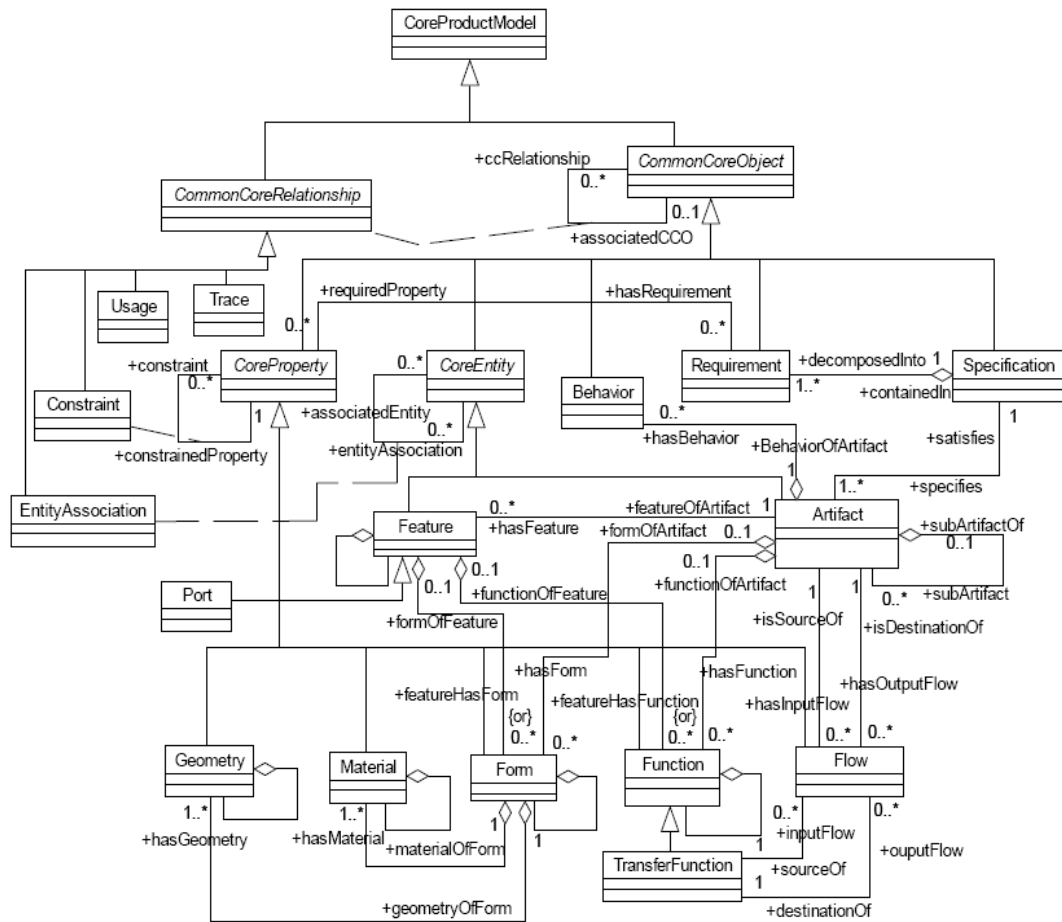 CoreProductModel
+ccRelationship
CommonCoreObject
0..*
CommonCoreRelationship
0..1
+associatedCCO
+requiredProperty
+hasRequirement
Usage
Trace
0..*
0..*
+constraint
CoreProperty
0..*
CoreEntity
Requirement
+decomposedInto
1
Specification
0..*
Behavior
1..*
+containedIn
Constraint
1
+associatedEntity
0..*
0..*
+hasBehavior
+BehaviorOfArtifact
+satisfies
1
+constrainedProperty
+entityAssociation
1
1..*
+specifies
EntityAssociation
0..*
+featureOfArtifact
1
Feature
+hasFeature
+formOfArtifact
0..1
Artifact
+subArtifactOf
0..1
0..1
0..1
0..1
+functionOfArtifact
Port
+functionOfFeature
1
1
0..*
+subArtifact
+formOfFeature
+isSourceOf
+isDestinationOf
+hasForm
+hasFunction
+featureHasForm
+featureHasFunction
+hasInputFlow
+hasOutputFlow
{or}
{or}
0..*
0..*
0..*
0..*
0..*
0..*
Geometry
Material
Form
Function
Flow
1..*
1..*
1
1
0..*
0..*
+hasGeometry
+hasMaterial
+materialOfForm
1
+inputFlow
+ouputFlow
TransferFunction
+sourceOf
1
+geometryOfForm
+destinationOf